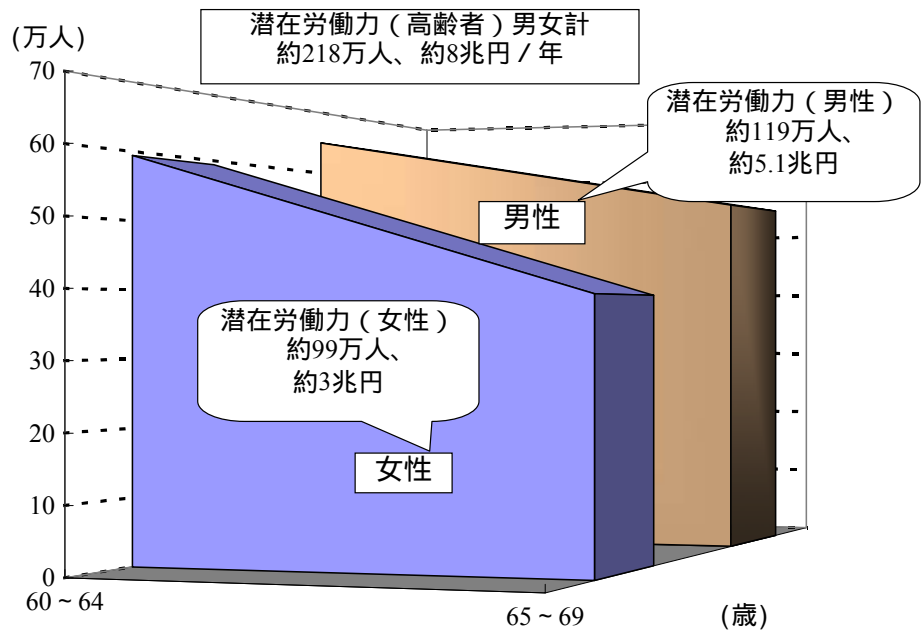 潜在労働力（高齢者）男女計
約218万人、約8兆円／年
(万人)
潜在労働力（男性）
約119万人、
約5.1兆円
男性
潜在労働力（女性）
約99万人、
約3兆円
女性
70
60
50
40
30
20
10
0
60～64
65～69
(歳)